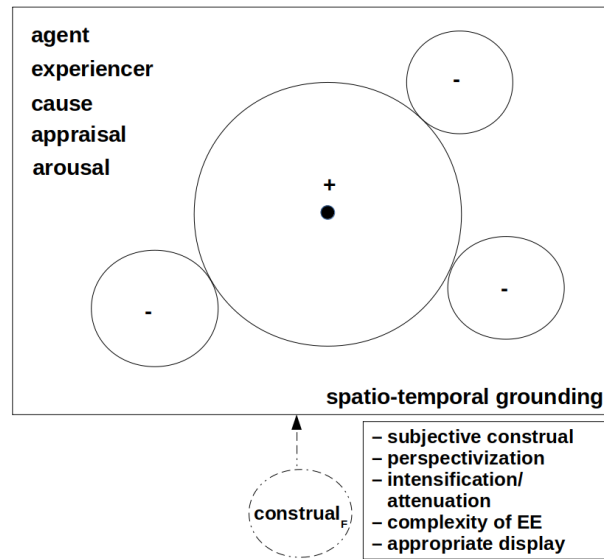 agent
experiencer
cause
appraisal
arousal
-
+
-
-
spatio-temporal grounding
construalF
– subjective construal
– perspectivization
– intensification/
attenuation
– complexity of EE
– appropriate display